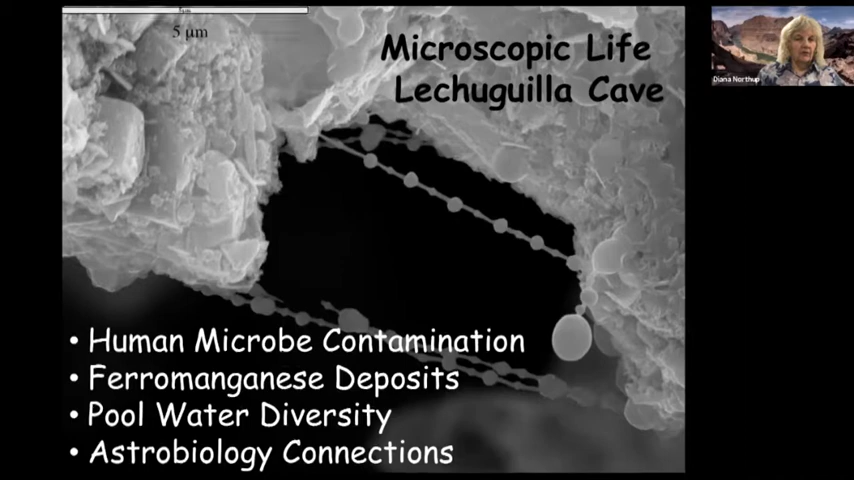 5 µm
Microscopic Life
Lechuguilla Cave
Diana Northup
• Human Microbe Contamination
• Ferromanganese Deposits
• Pool Water Diversity
• Astrobiology Connections